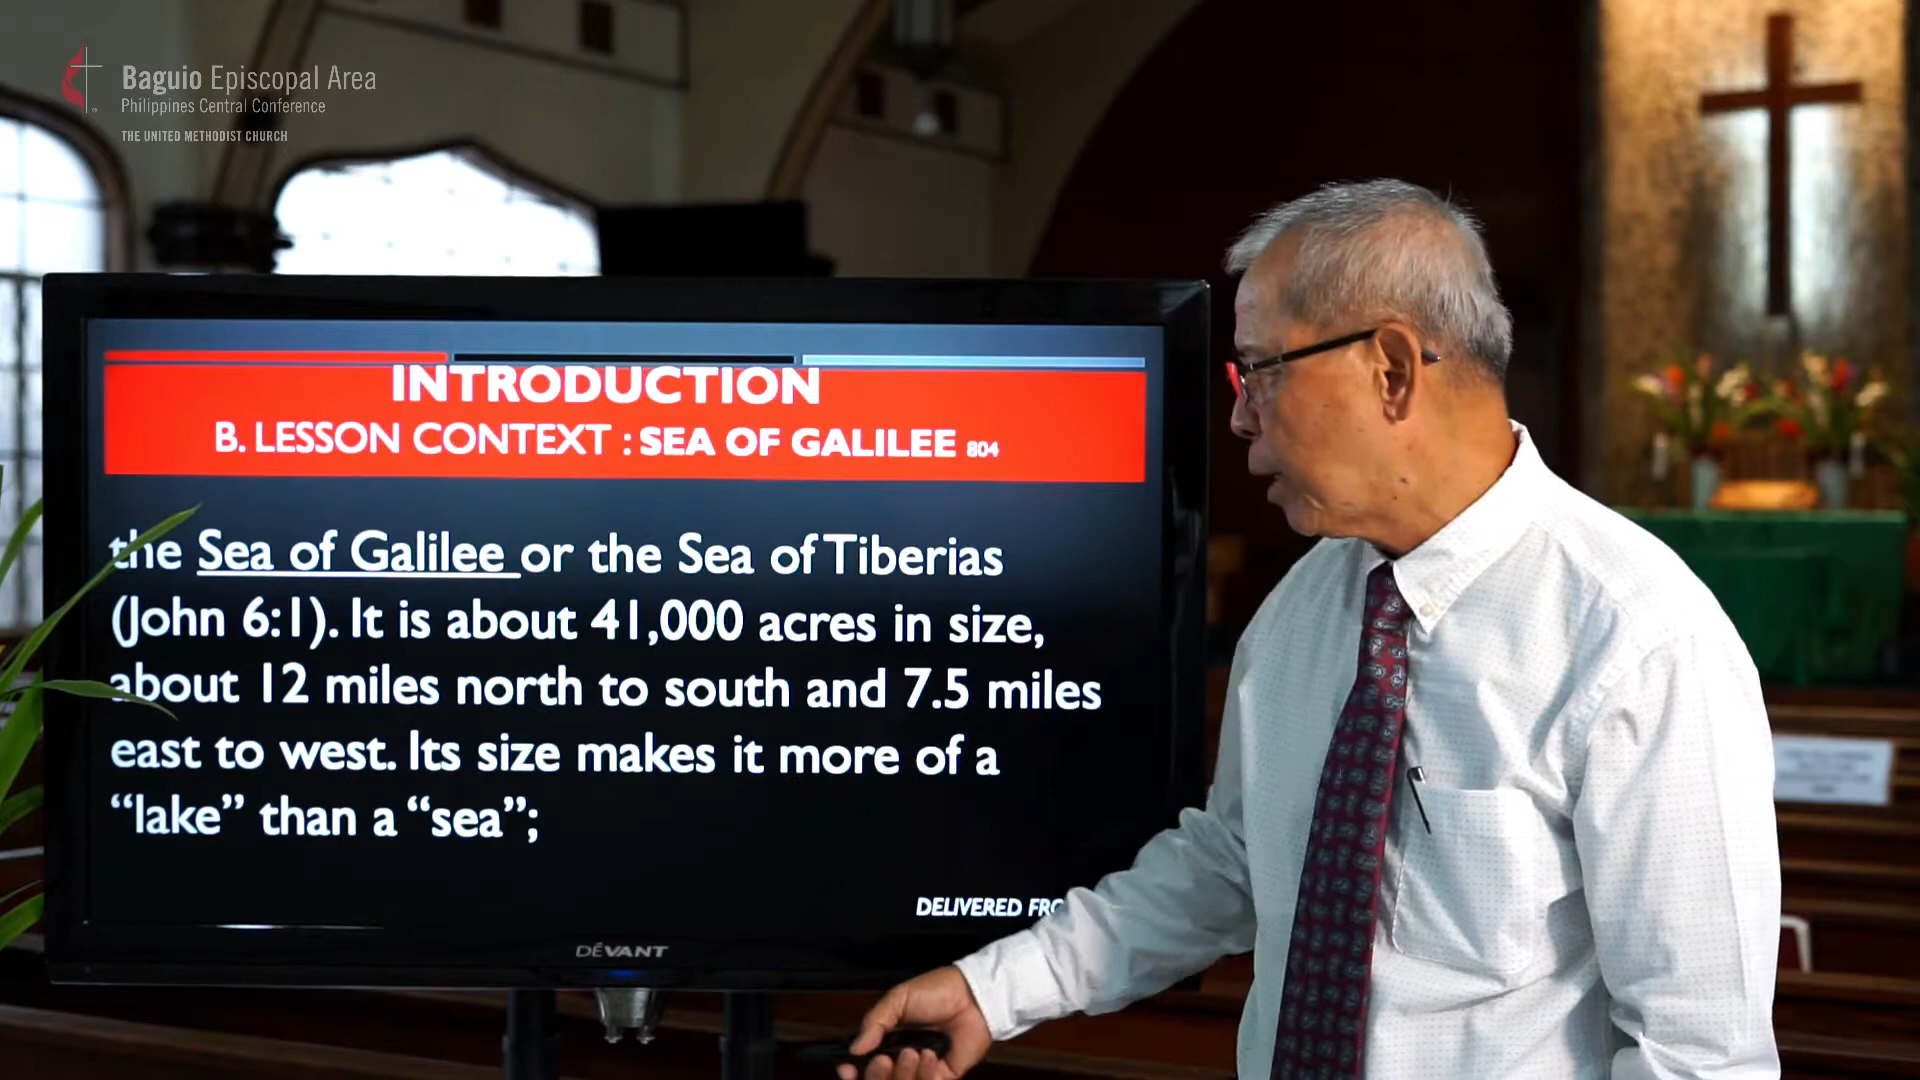 Baguio Episcopal Area
Philippines Central Conference
THE UNITED METHODIST CHURCH
INTRODUCTION
B. LESSON CONTEXT : SEA OF GALILEE 804
the Sea of Galilee or the Sea of Tiberias
(John 6:1). It is about 41,000 acres in size,
about 12 miles north to south and 7.5 miles
east to west. Its size makes it more of a
“lake” than a “sea”;
DELIVERED
DEVANT